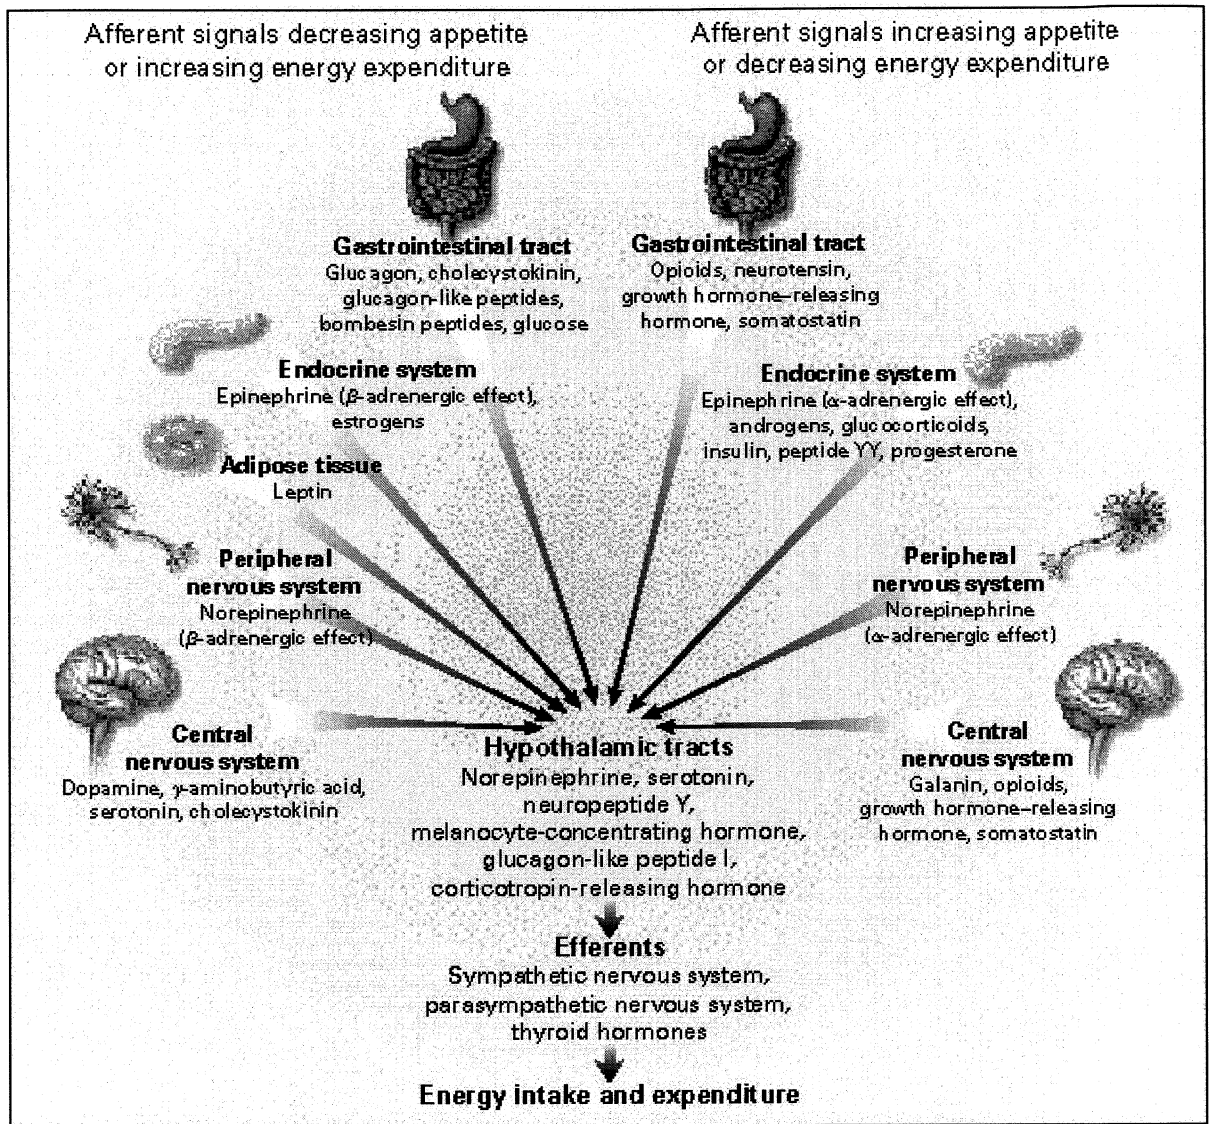 Afferent signals decreasing appetite
or increasing energy expenditure
Afferent signals increasing appetite
or decreasing energy expenditure
Gastrointestinal tract
Glucagon, cholecystokinin,
glucagon-like peptides,
bombesin peptides, glucose
Gastrointestinal tract
Opioids, neurotensin,
growth hormone–releasing
hormone, somatostatin
Endocrine system
Epinephrine (β-adrenergic effect),
estrogens
Endocrine system
Epinephrine (α-adrenergic effect),
androgens, glucocorticoids,
insulin, peptide YY, progesterone
Adipose tissue
Leptin
Peripheral
nervous system
Norepinephrine
(β-adrenergic effect)
Peripheral
nervous system
Norepinephrine
(α-adrenergic effect)
Central
nervous system
Dopamine, γ-aminobutyric acid,
serotonin, cholecystokinin
Central
nervous system
Galanin, opioids,
growth hormone–releasing
hormone, somatostatin
Hypothalamic tracts
Norepinephrine, serotonin,
neuropeptide Y,
melanocyte-concentrating hormone,
glucagon-like peptide I,
corticotropin-releasing hormone
Efferents
Sympathetic nervous system,
parasympathetic nervous system,
thyroid hormones
Energy intake and expenditure